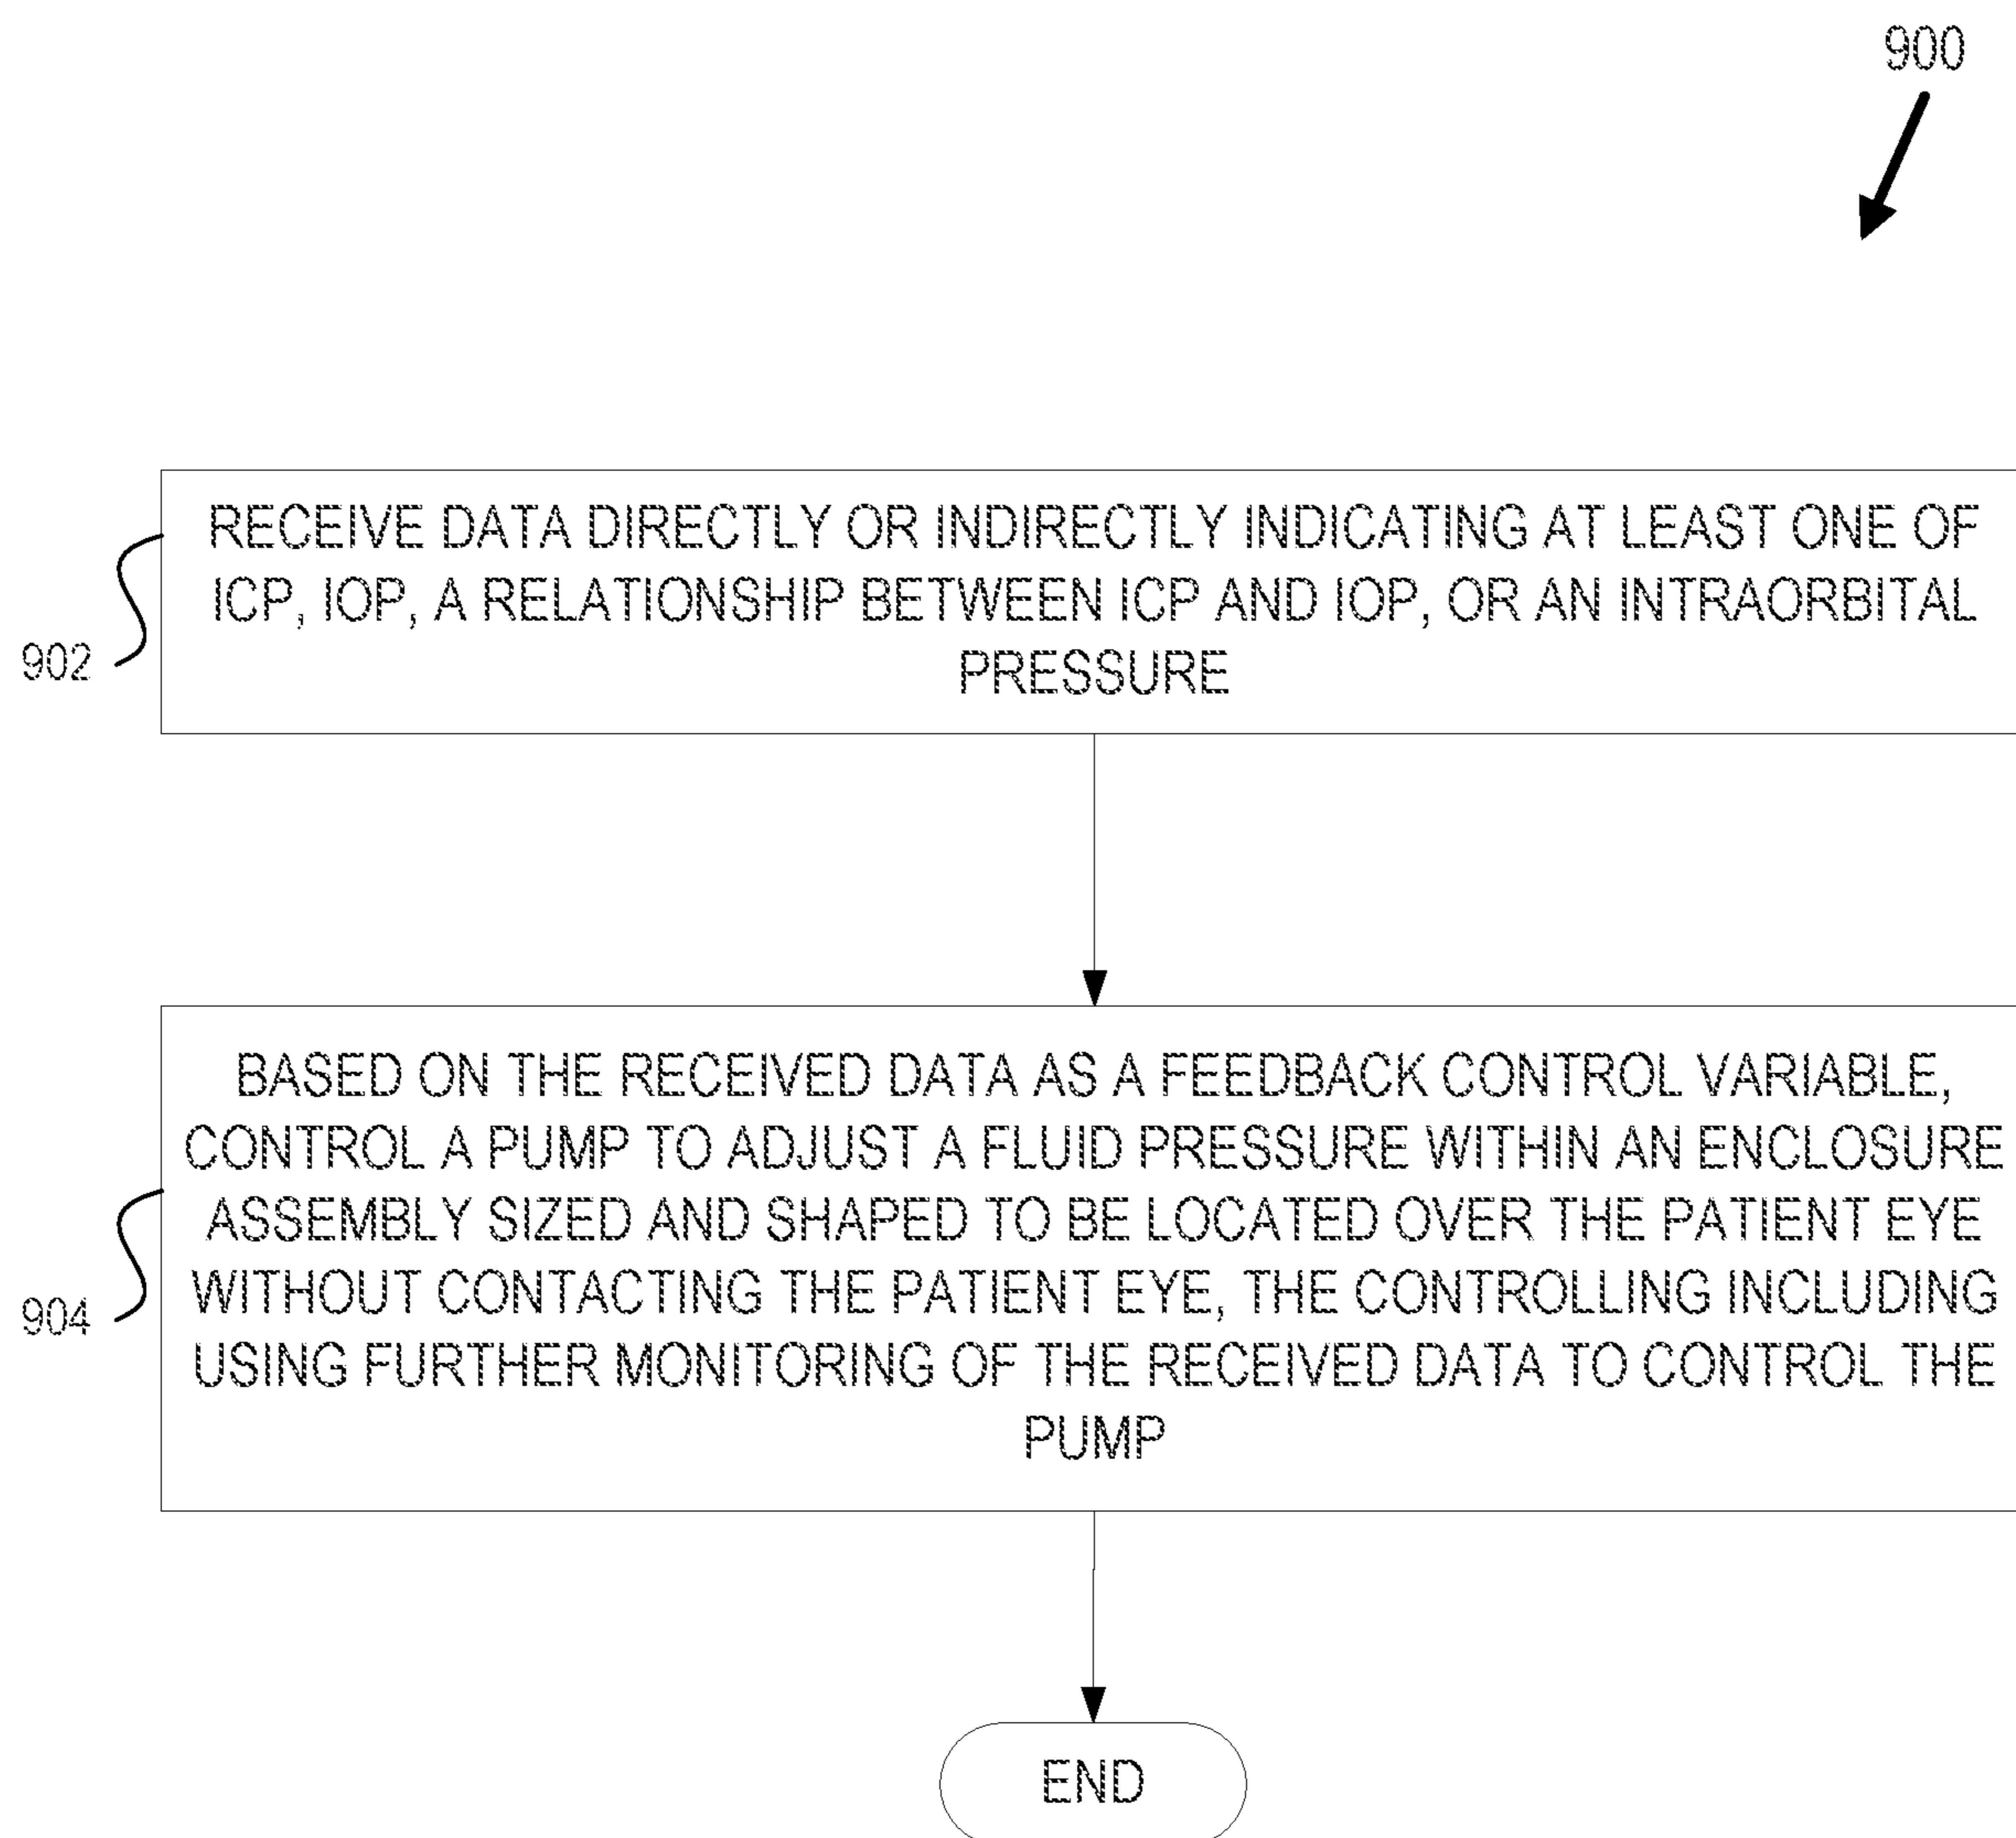 900
RECEIVE DATA DIRECTLY OR INDIRECTLY INDICATING AT LEAST ONE OF
ICP, IOP, A RELATIONSHIP BETWEEN ICP AND IOP, OR AN INTRAORBITAL
PRESSURE
902
BASED ON THE RECEIVED DATA AS A FEEDBACK CONTROL VARIABLE,
CONTROL A PUMP TO ADJUST A FLUID PRESSURE WITHIN AN ENCLOSURE
ASSEMBLY SIZED AND SHAPED TO BE LOCATED OVER THE PATIENT EYE
WITHOUT CONTACTING THE PATIENT EYE, THE CONTROLLING INCLUDING
USING FURTHER MONITORING OF THE RECEIVED DATA TO CONTROL THE
PUMP
904
END